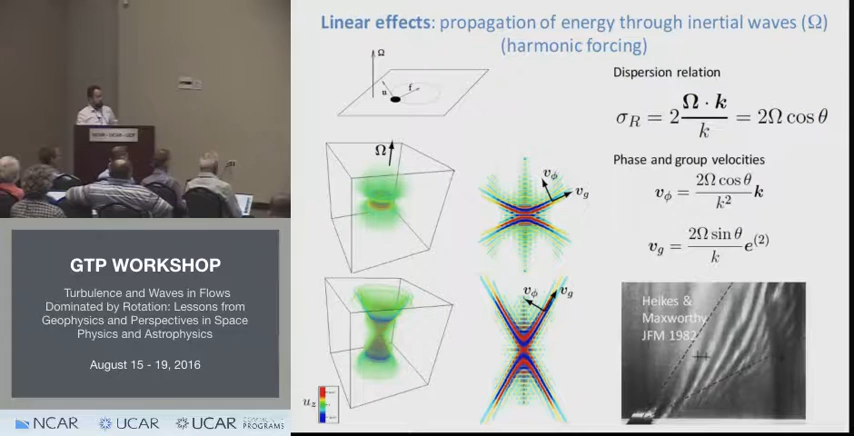 Linear effects: propagation of energy through inertial waves (Ω)
(harmonic forcing)
Ω
u
f
Dispersion relation
σ_R = 2 Ω · k / k = 2Ω cos θ
Phase and group velocities
v_ϕ = 2Ω cos θ / k² k
v_g = 2Ω sin θ / k e^(2)
Ω
v_ϕ
v_g
v_ϕ
v_g
u_z
Heikes &
Maxworthy
JFM 1982
NCAR-UCAR-UCP
GTP WORKSHOP
Turbulence and Waves in Flows
Dominated by Rotation: Lessons from
Geophysics and Perspectives in Space
Physics and Astrophysics
August 15 - 19, 2016
NCAR
UCAR
UCAR
PROGRAMS